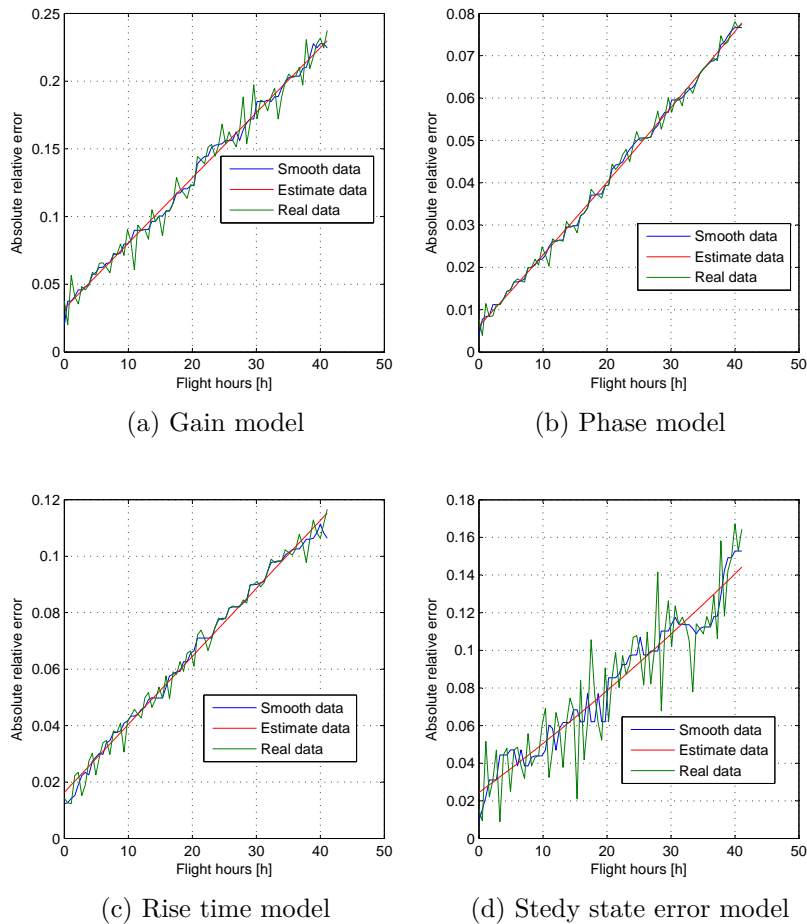 0.25
0.2
0.15
0.1
0.05
0
0 10 20 30 40 50
Absolute relative error
Flight hours [h]
Smooth data
Estimate data
Real data
(a) Gain model
0.08
0.07
0.06
0.05
0.04
0.03
0.02
0.01
0
0 10 20 30 40 50
Absolute relative error
Flight hours [h]
Smooth data
Estimate data
Real data
(b) Phase model
0.12
0.1
0.08
0.06
0.04
0.02
0
0 10 20 30 40 50
Absolute relative error
Flight hours [h]
Smooth data
Estimate data
Real data
(c) Rise time model
0.18
0.16
0.14
0.12
0.1
0.08
0.06
0.04
0.02
0
0 10 20 30 40 50
Absolute relative error
Flight hours [h]
Smooth data
Estimate data
Real data
(d) Stedy state error model